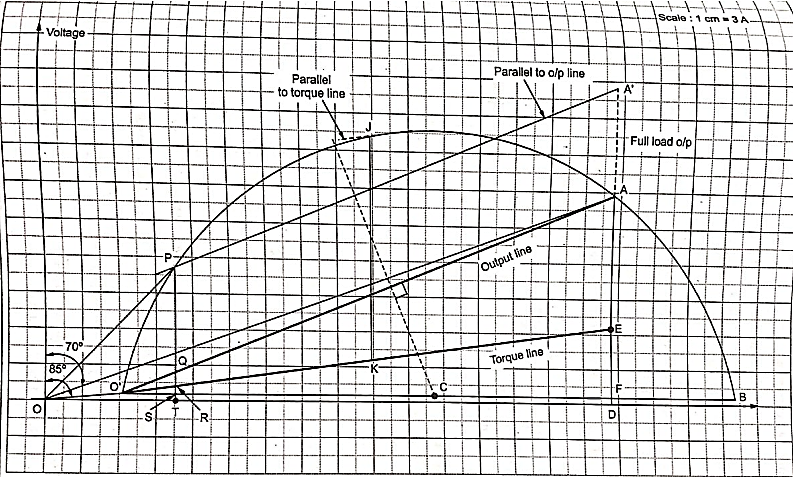 Scale : 1 cm = 3 A
Voltage
Parallel
to torque line
Parallel to o/p line
A'
J
Full load o/p
A
P
Output line
E
70°
Q
Torque line
85°
K
O'
C
F
B
O
S
T
R
D